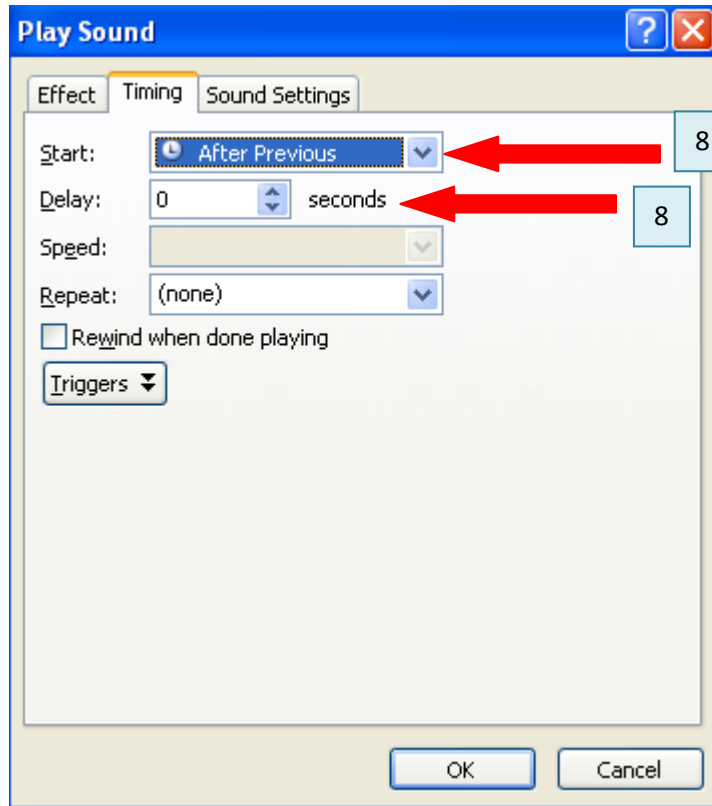 Play Sound
Effect Timing Sound Settings
Start: After Previous 8
Delay: 0 seconds 8
Speed:
Repeat: (none)
Rewind when done playing
Triggers
OK Cancel